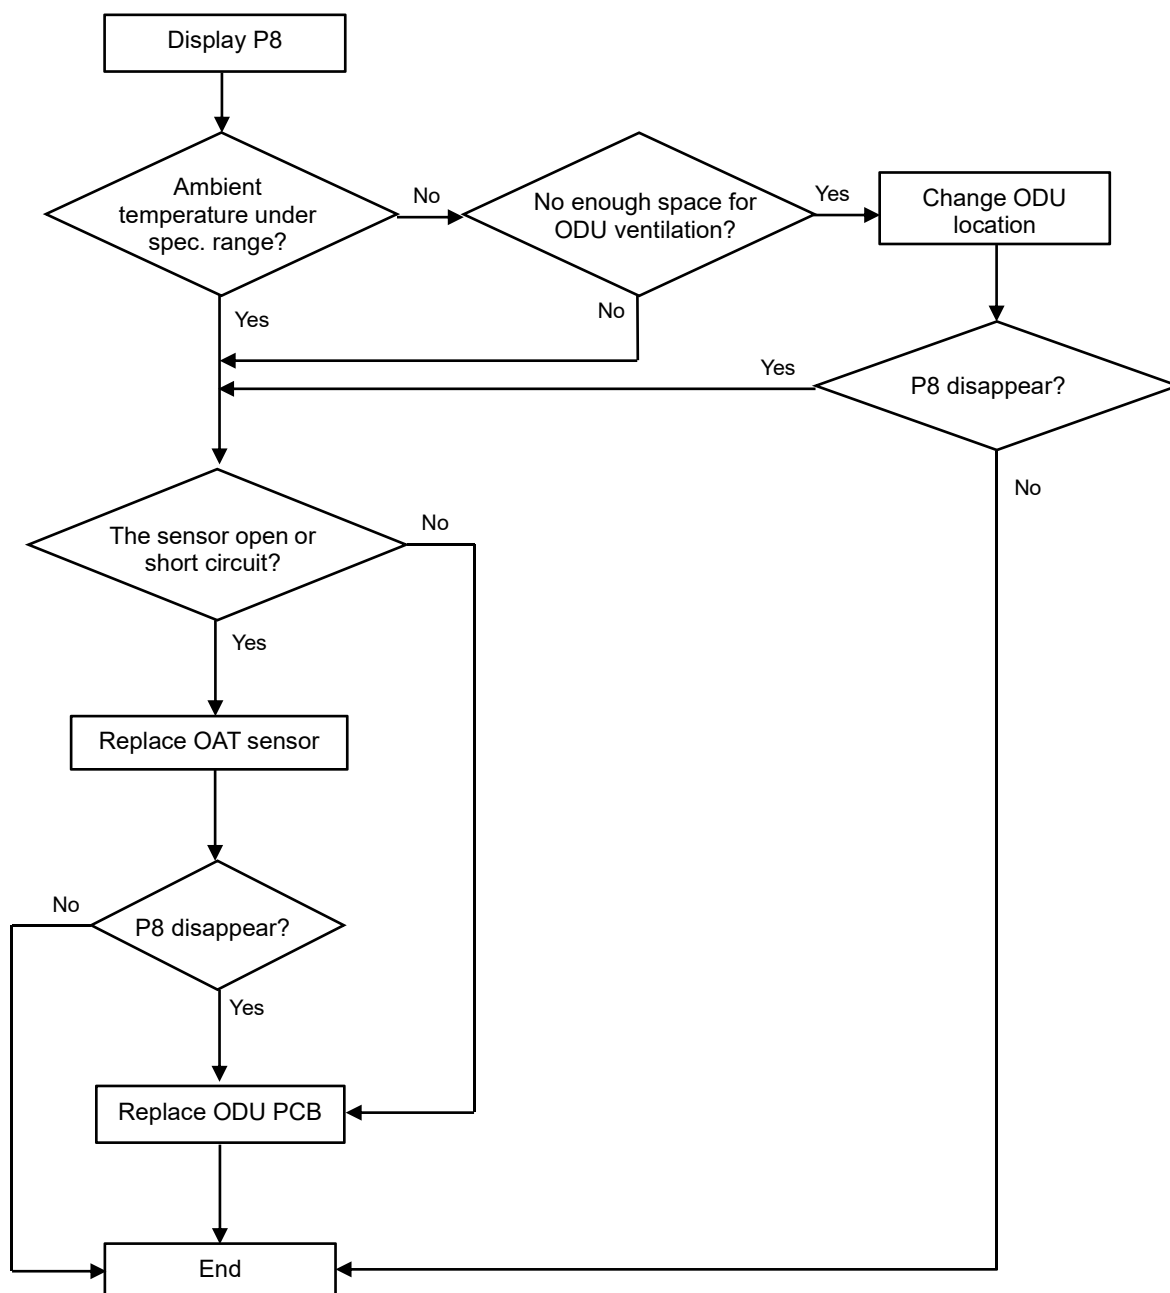 Display P8
Ambient
temperature under
spec. range?
No
No enough space for
ODU ventilation?
Yes
Change ODU
location
Yes
No
Yes
P8 disappear?
No
The sensor open or
short circuit?
No
Yes
Replace OAT sensor
No
P8 disappear?
Yes
Replace ODU PCB
End